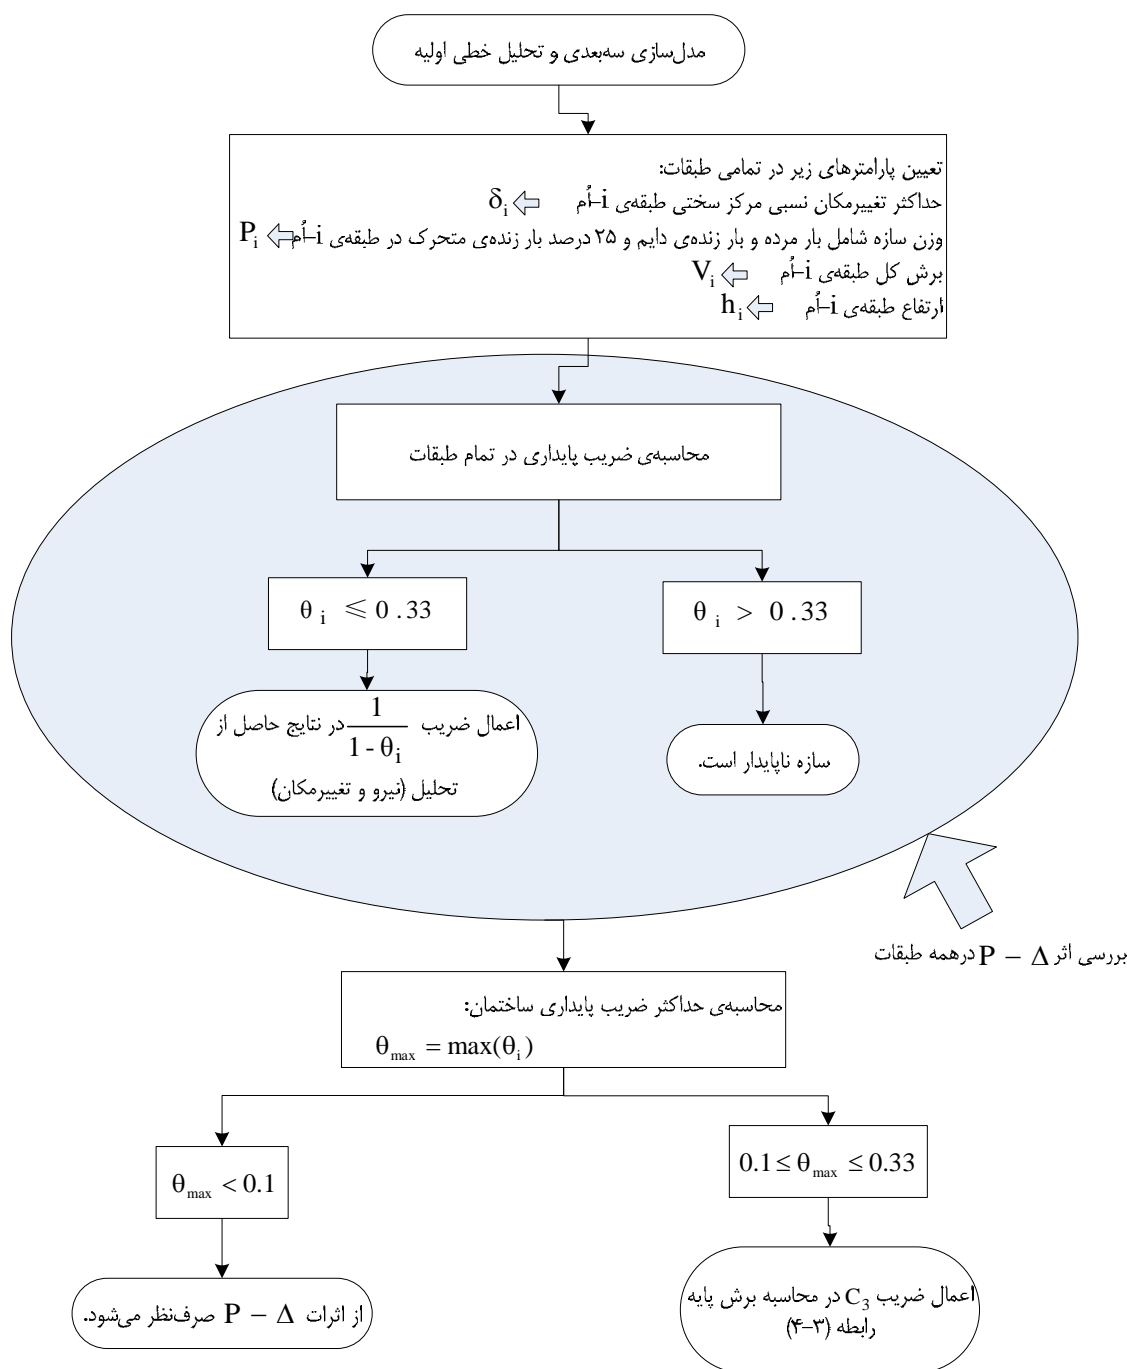 مدل‌سازی سه‌بعدی و تحلیل خطی اولیه
تعیین پارامترهای زیر در تمامی طبقات:
حداکثر تغییرمکان نسبی مرکز سختی طبقه‌ی i-اُم ⇦ δi
وزن سازه شامل بار مرده و بار زنده‌ی دایم و ۲۵ درصد بار زنده‌ی متحرک در طبقه‌ی i-اُم ⇦ Pi
برش کل طبقه‌ی i-اُم ⇦ Vi
ارتفاع طبقه‌ی i-اُم ⇦ hi
محاسبه‌ی ضریب پایداری در تمام طبقات
θi ≤ 0.33
θi > 0.33
اعمال ضریب 1/(1 - θi) در نتایج حاصل از
تحلیل (نیرو و تغییرمکان)
سازه ناپایدار است.
بررسی اثر P – Δ درهمه طبقات
محاسبه‌ی حداکثر ضریب پایداری ساختمان:
θmax = max(θi)
θmax < 0.1
0.1 ≤ θmax ≤ 0.33
از اثرات P – Δ صرف‌نظر می‌شود.
اعمال ضریب C3 در محاسبه برش پایه
رابطه (۳-۴)